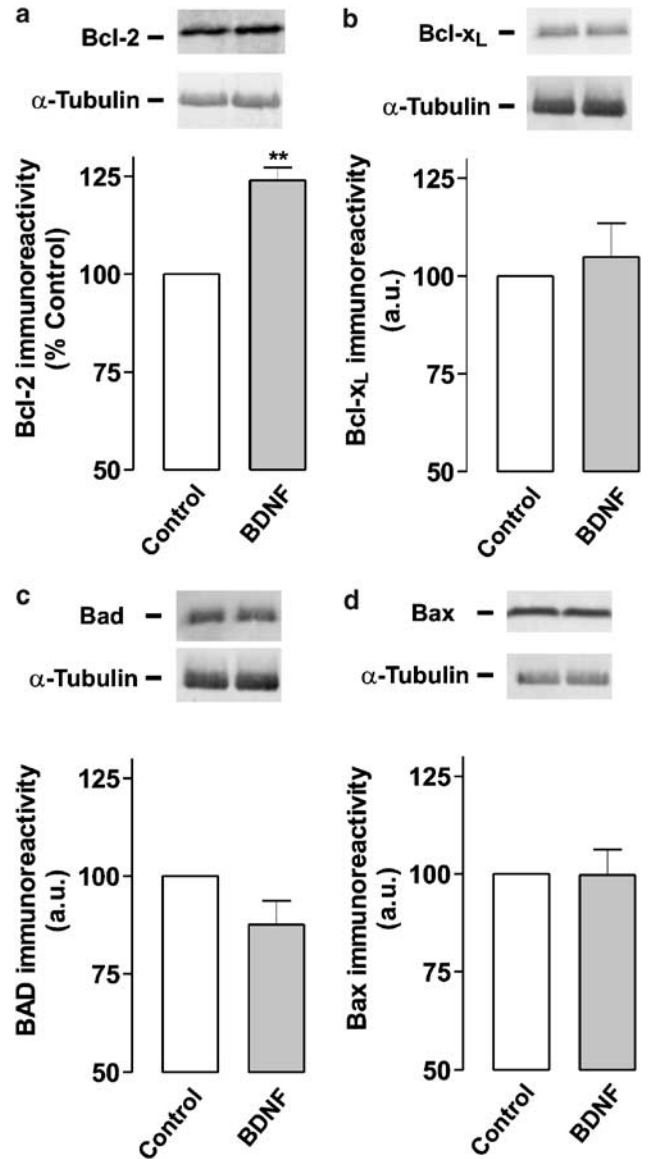 a
Bcl-2
α-Tubulin
Bcl-2 immunoreactivity
(% Control)
125
100
75
50
**
Control
BDNF
b
Bcl-xL
α-Tubulin
Bcl-xL immunoreactivity
(a.u.)
125
100
75
50
Control
BDNF
c
Bad
α-Tubulin
BAD immunoreactivity
(a.u.)
125
100
75
50
Control
BDNF
d
Bax
α-Tubulin
Bax immunoreactivity
(a.u.)
125
100
75
50
Control
BDNF